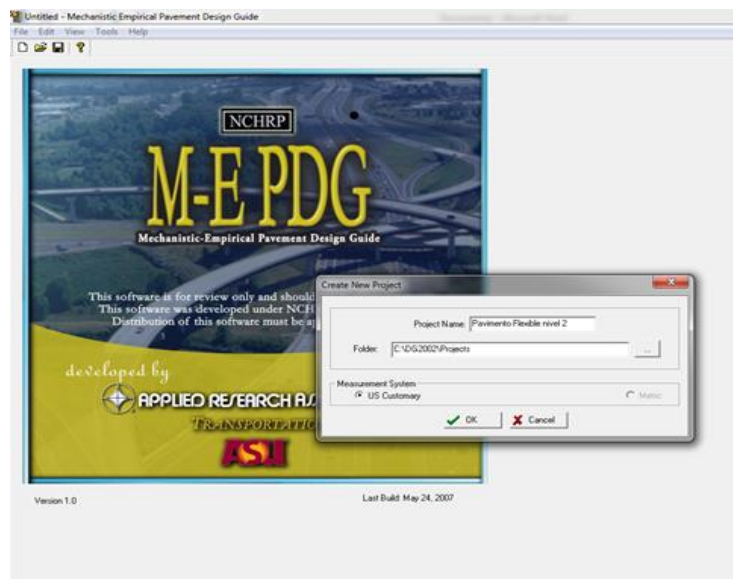 Untitled - Mechanistic Empirical Pavement Design Guide
File Edit View Tools Help
NCHRP
M-E PDG
Mechanistic-Empirical Pavement Design Guide
This software is for review only and should
This software was developed under NCH
Distribution of this software must be a
developed by
APPLIED RESEARCH A
TRANSPORTATIO
ASU
Version 1.0
Last Build: May 24, 2007
Create New Project
Project Name: Pavimento Flexible nivel 2
Folder: C:\DG2002\Projects
...
Measurement System
US Customary
Metric
OK
Cancel